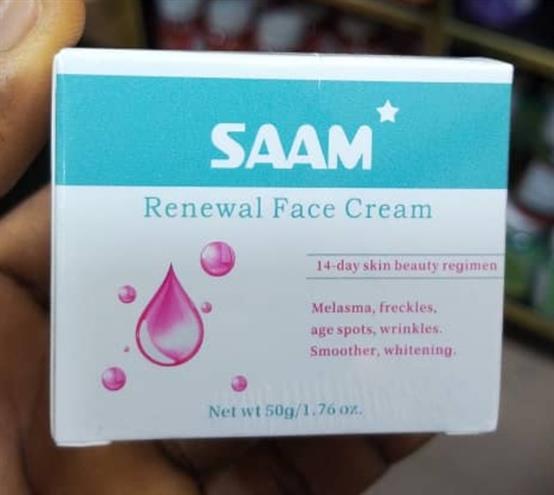 SAAM
Renewal Face Cream
14-day skin beauty regimen
Melasma, freckles,
age spots, wrinkles.
Smoother, whitening.
Net wt 50g/1.76 oz.